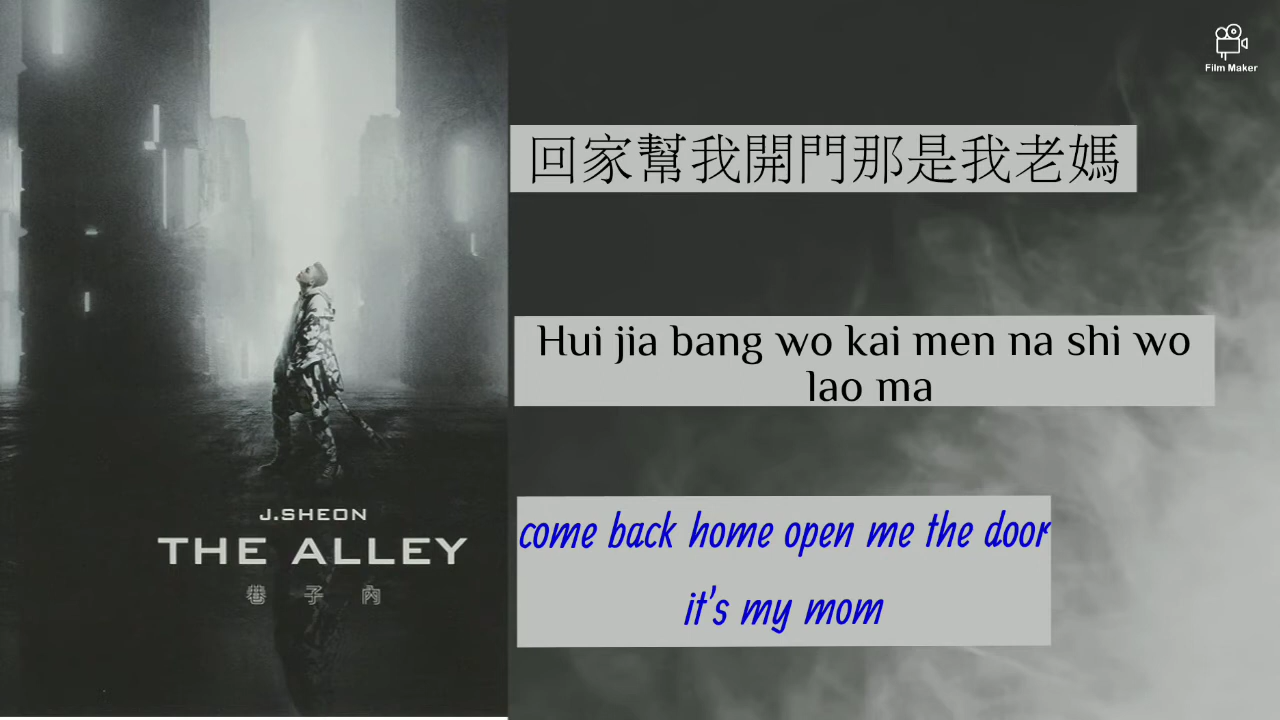 Film Maker
回家幫我開門那是我老媽
Hui jia bang wo kai men na shi wo
lao ma
come back home open me the door
it's my mom
J.SHEON
THE ALLEY
巷子內